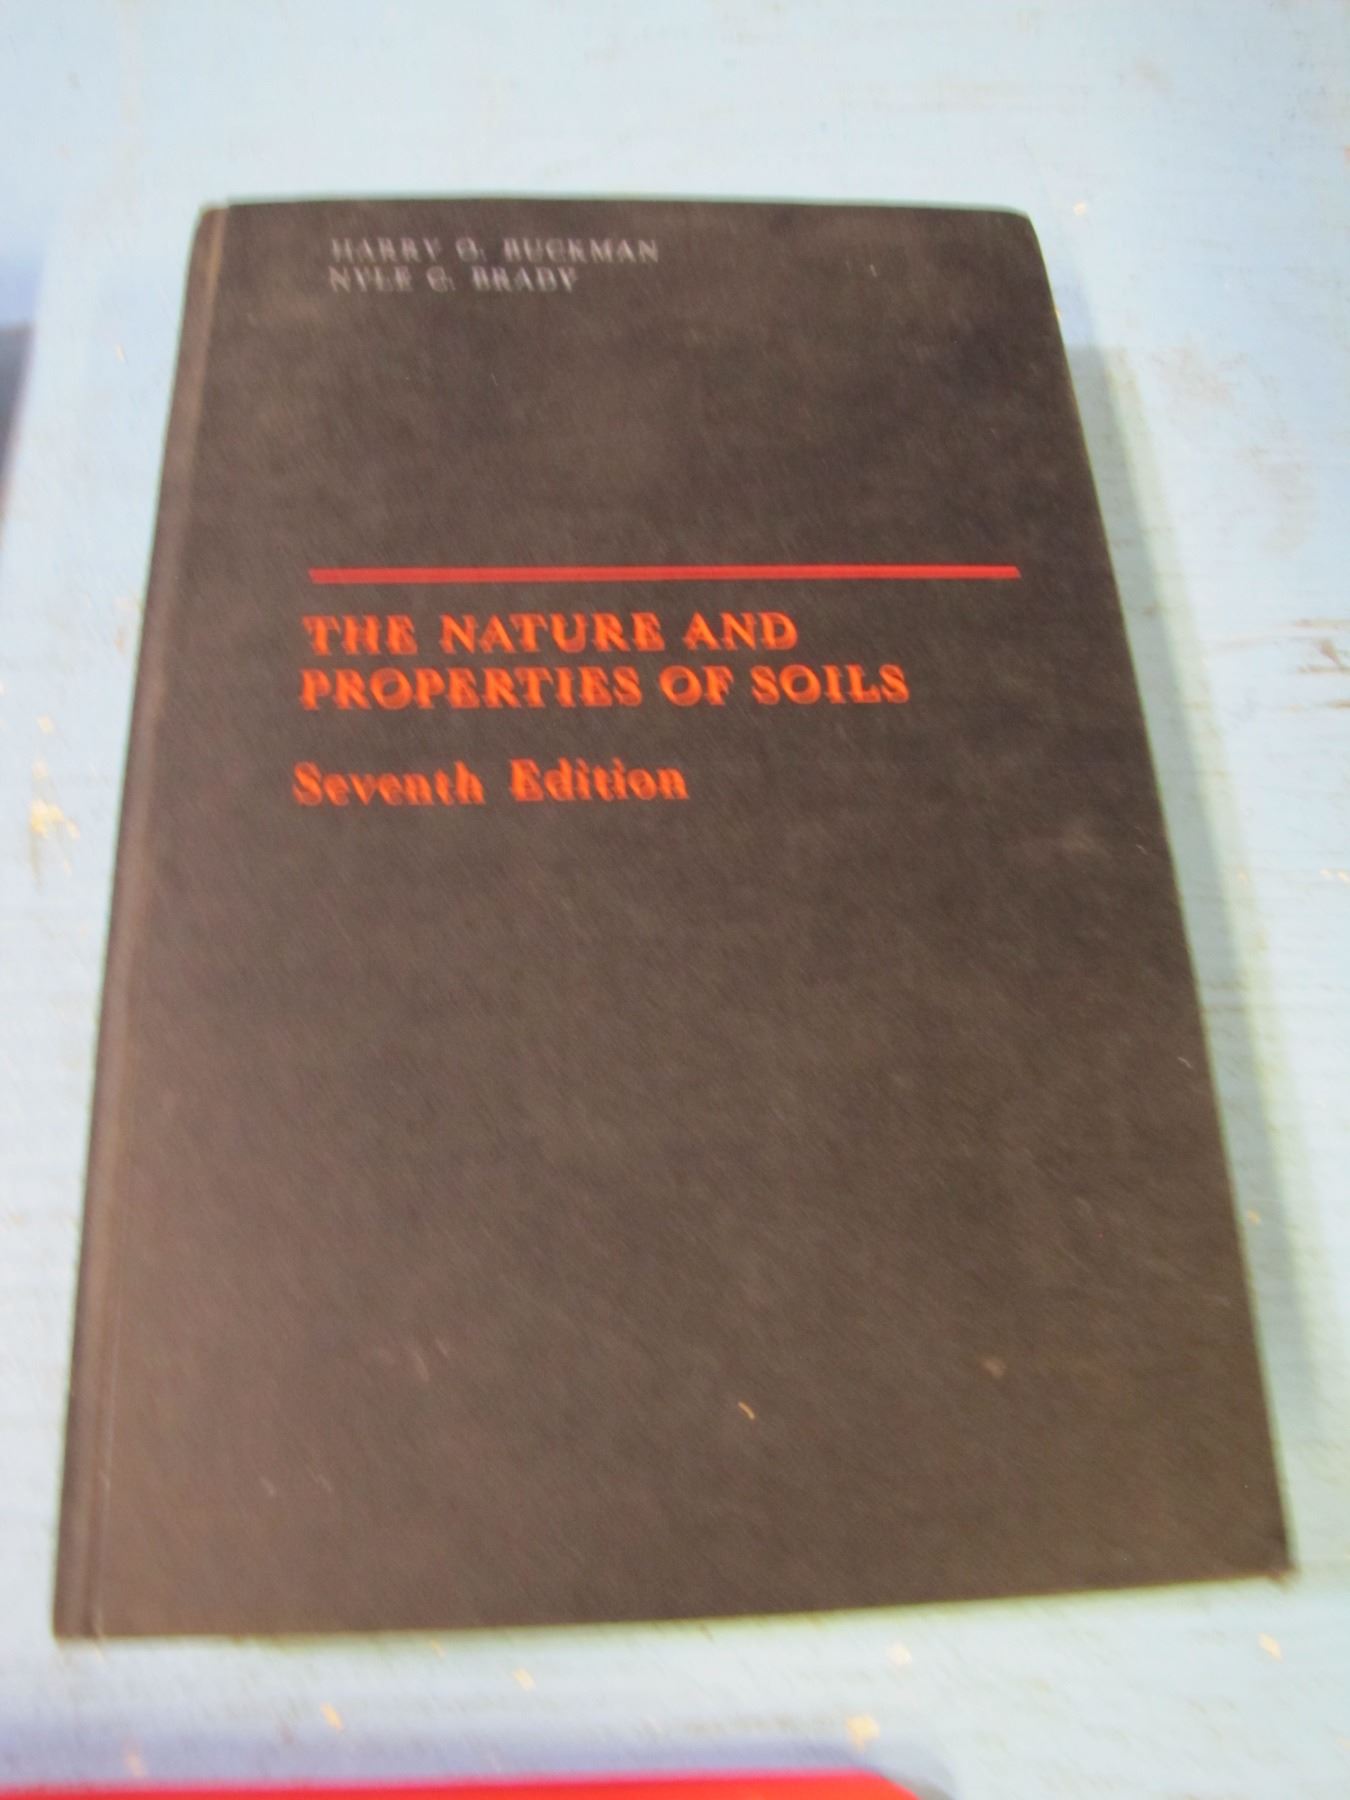 HARRY O. BUCKMAN
NYLE C. BRADY
THE NATURE AND
PROPERTIES OF SOILS
Seventh Edition